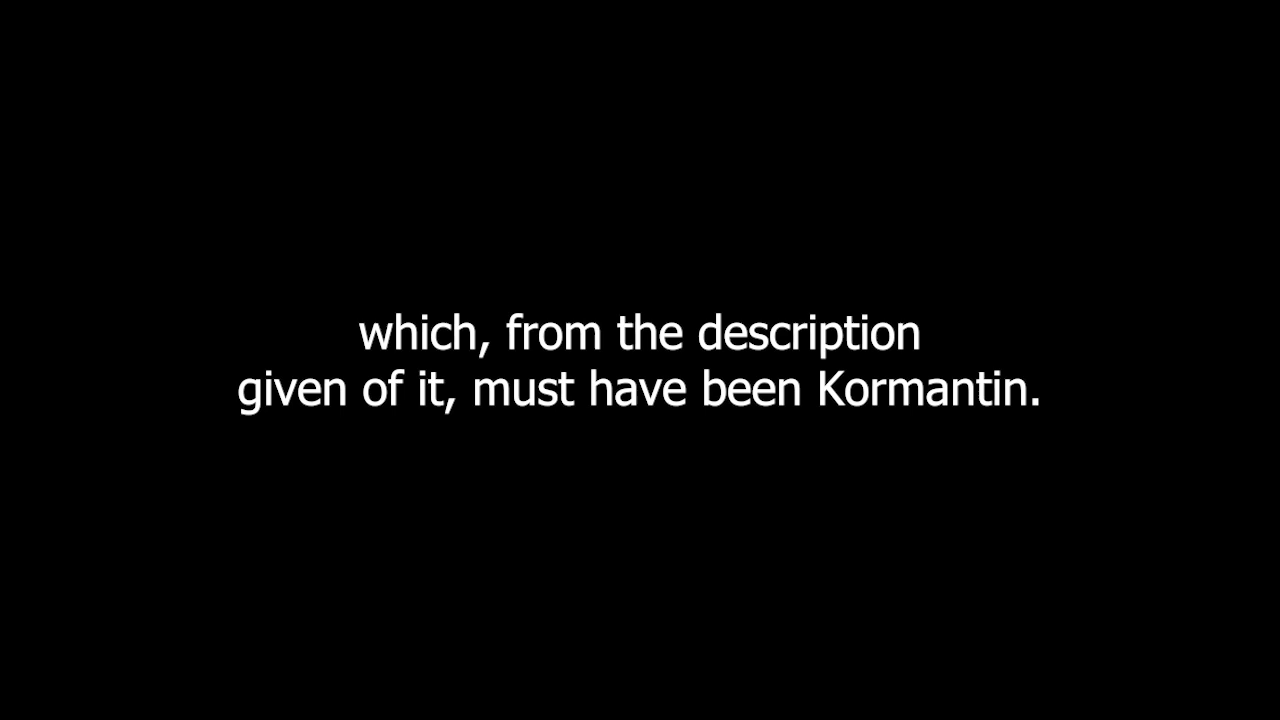 which, from the description
given of it, must have been Kormantin.